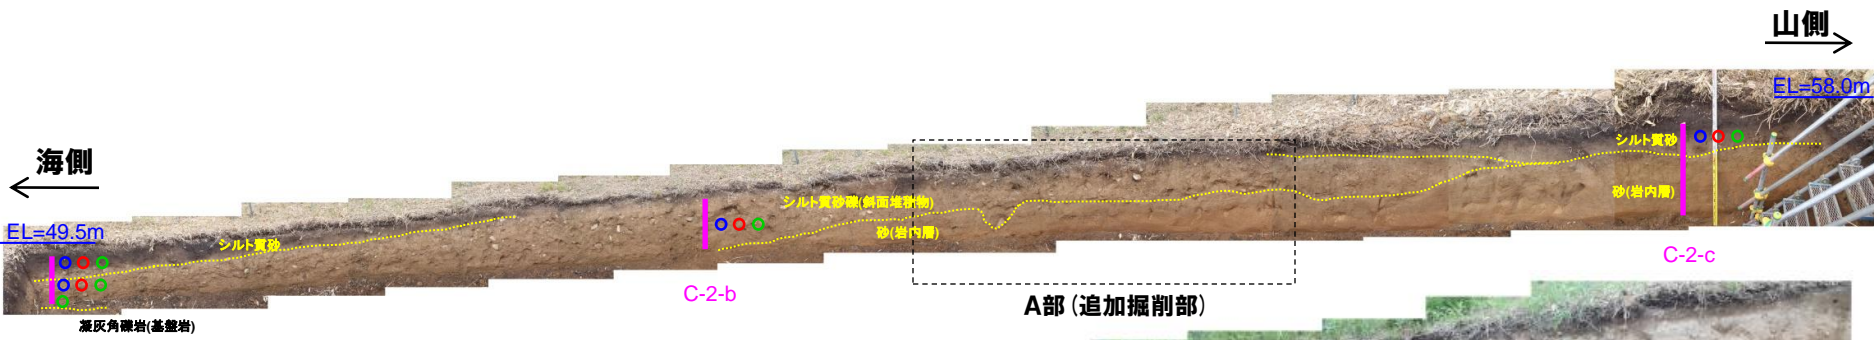 山側
EL=58.0m
シルト質砂
海側
シルト質砂礫(斜面堆積物)
砂(岩内層)
砂(岩内層)
EL=49.5m
シルト質砂
C-2-c
C-2-b
A部(追加掘削部)
凝灰角礫岩(基盤岩)